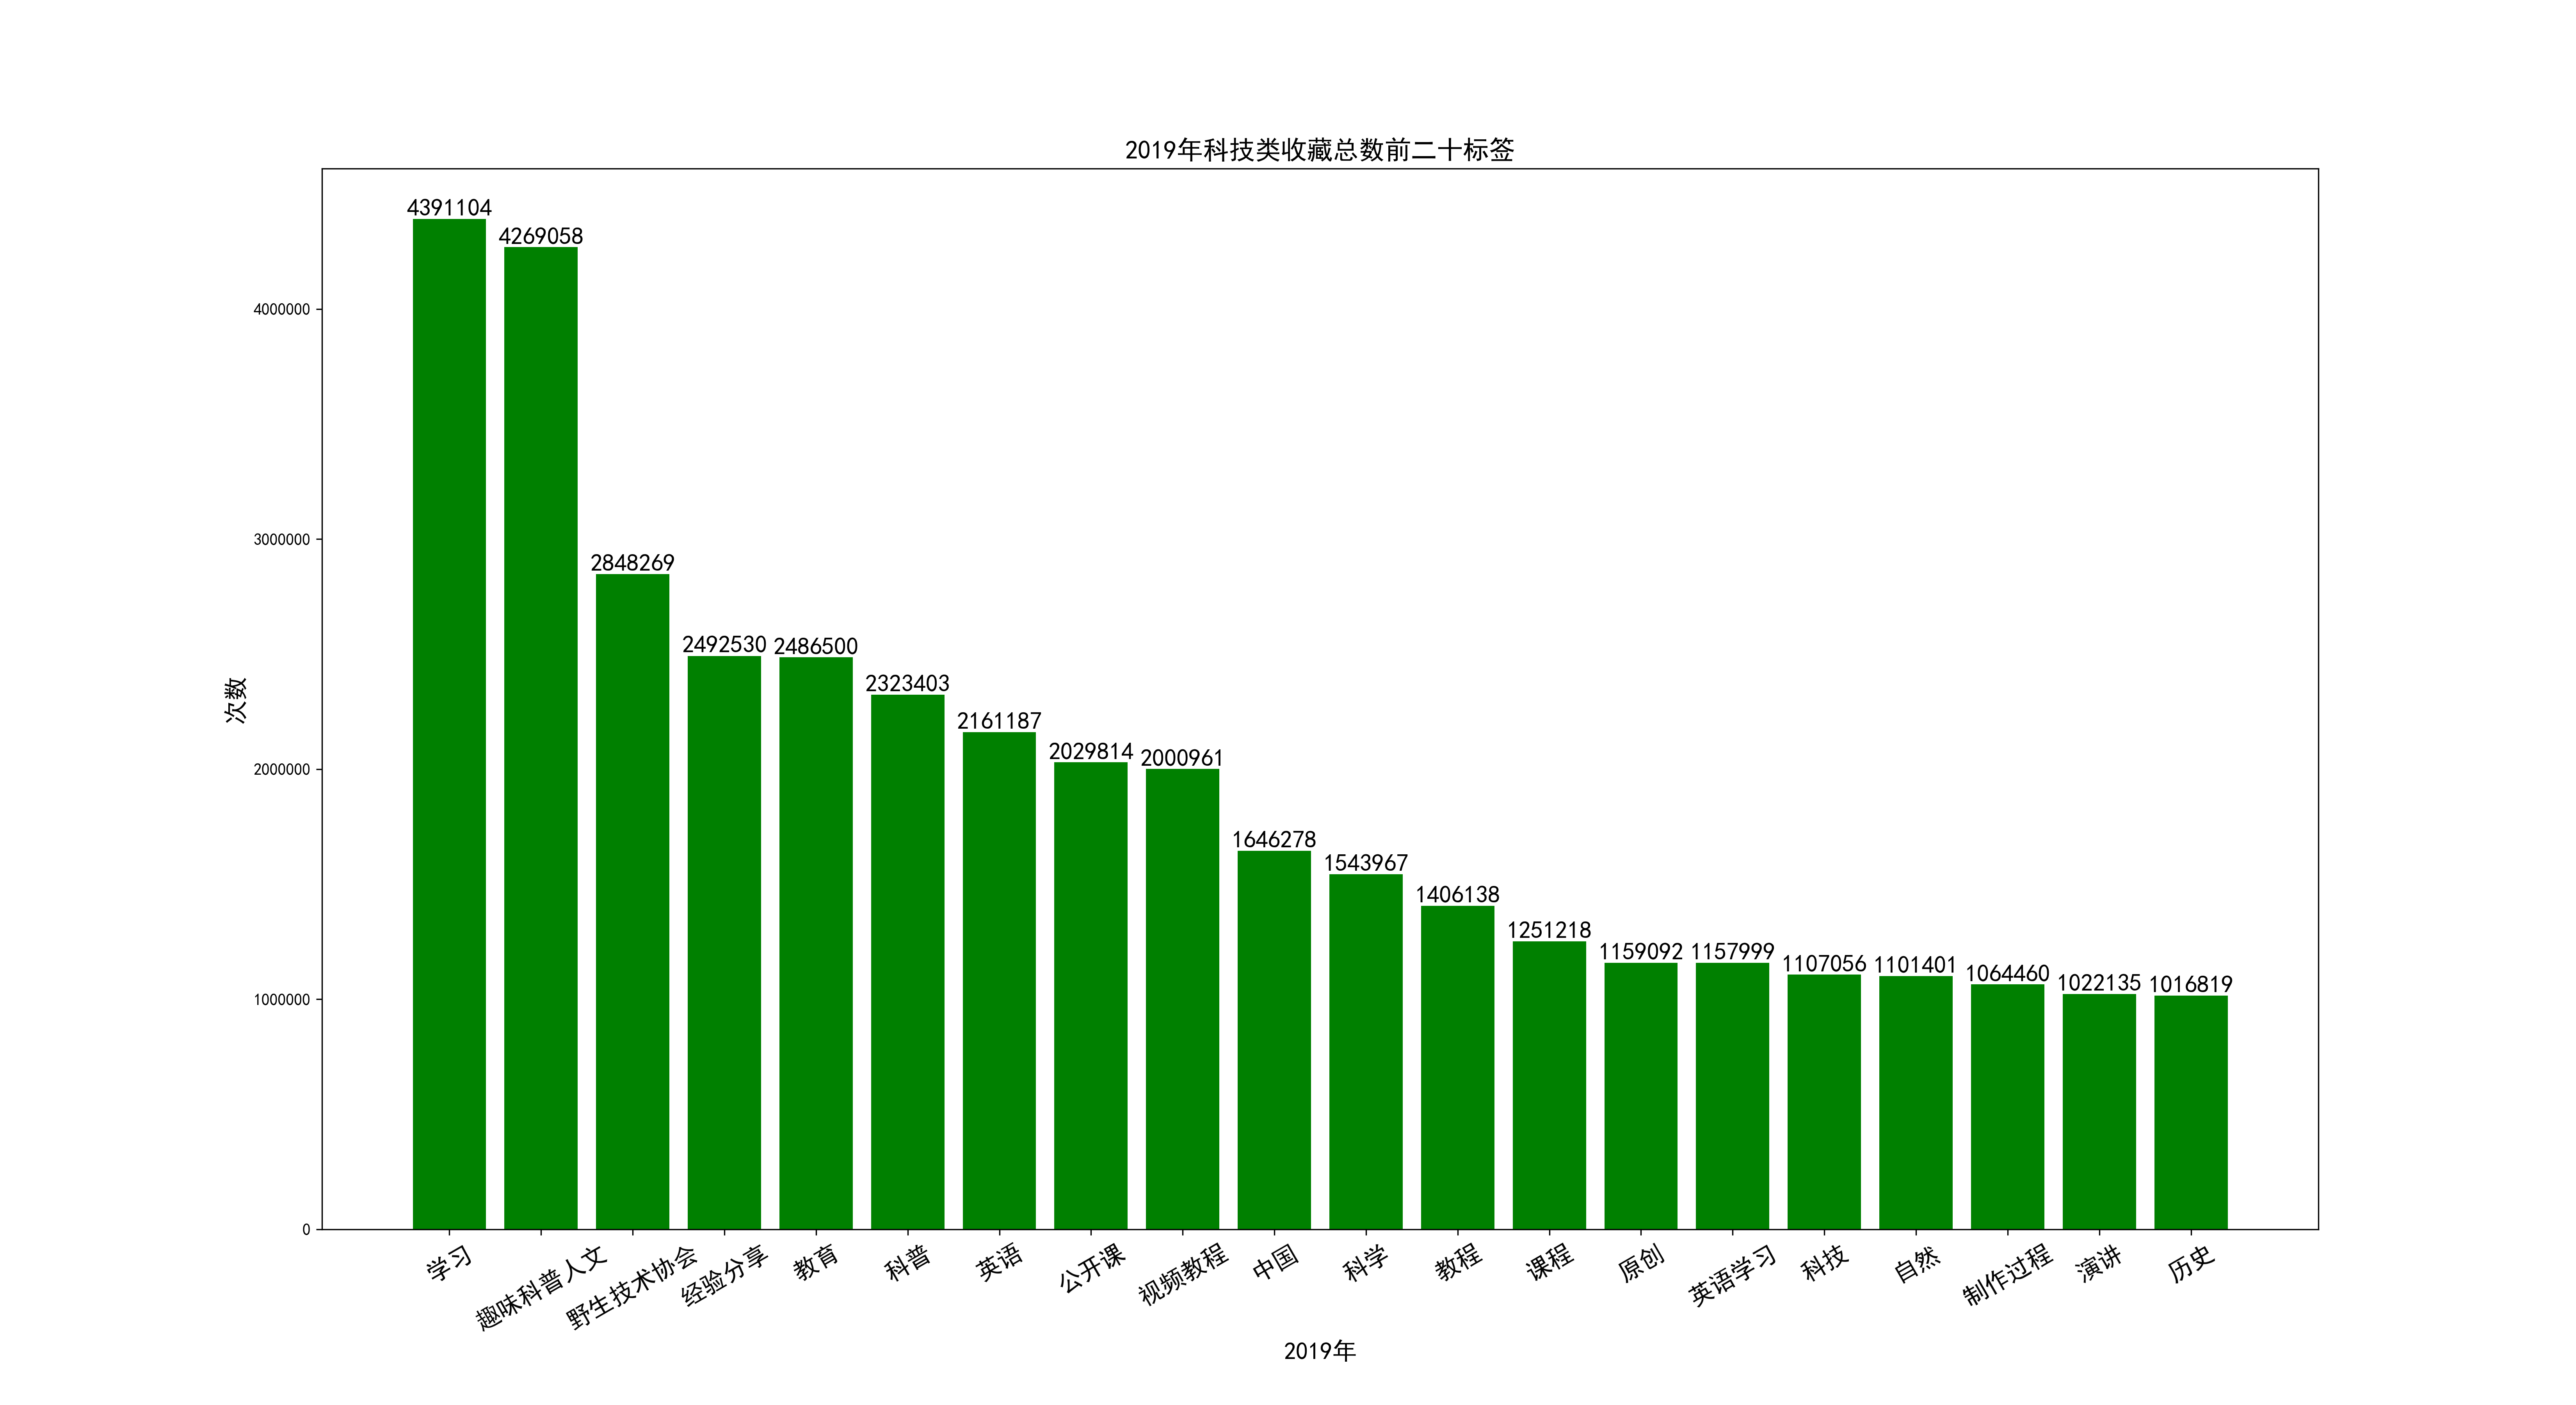 2019年科技类收藏总数前二十标签
次数
4000000
3000000
2000000
1000000
0
4391104
4269058
2848269
2492530
2486500
2323403
2161187
2029814
2000961
1646278
1543967
1406138
1251218
1159092
1157999
1107056
1101401
1064460
1022135
1016819
学习
趣味科普人文
野生技术协会
经验分享
教育
科普
英语
公开课
视频教程
中国
科学
教程
课程
原创
英语学习
科技
自然
制作过程
演讲
历史
2019年